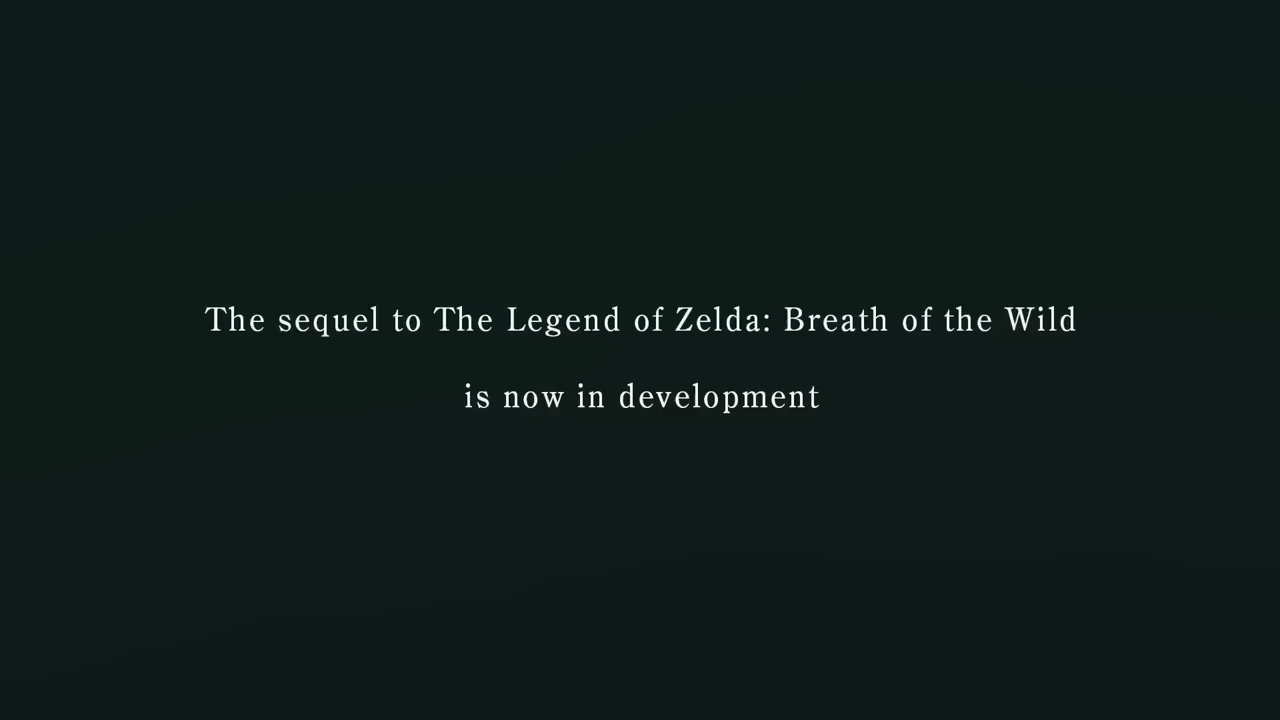 The sequel to The Legend of Zelda: Breath of the Wild
is now in development